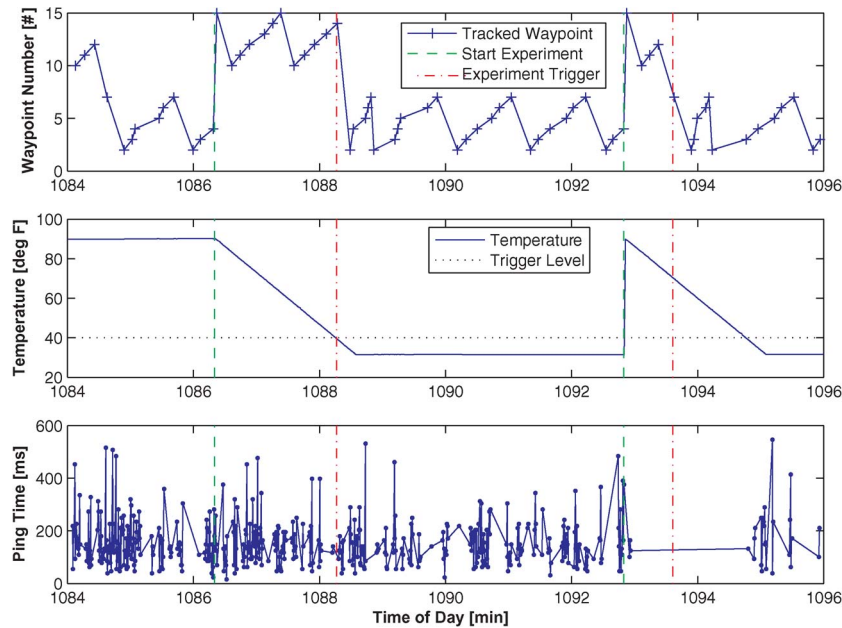 15
10
5
0
Waypoint Number [#]
Tracked Waypoint
Start Experiment
Experiment Trigger
1084 1086 1088 1090 1092 1094 1096
100
80
60
40
20
Temperature [deg F]
Temperature
Trigger Level
1084 1086 1088 1090 1092 1094 1096
600
400
200
0
Ping Time [ms]
1084 1086 1088 1090 1092 1094 1096
Time of Day [min]